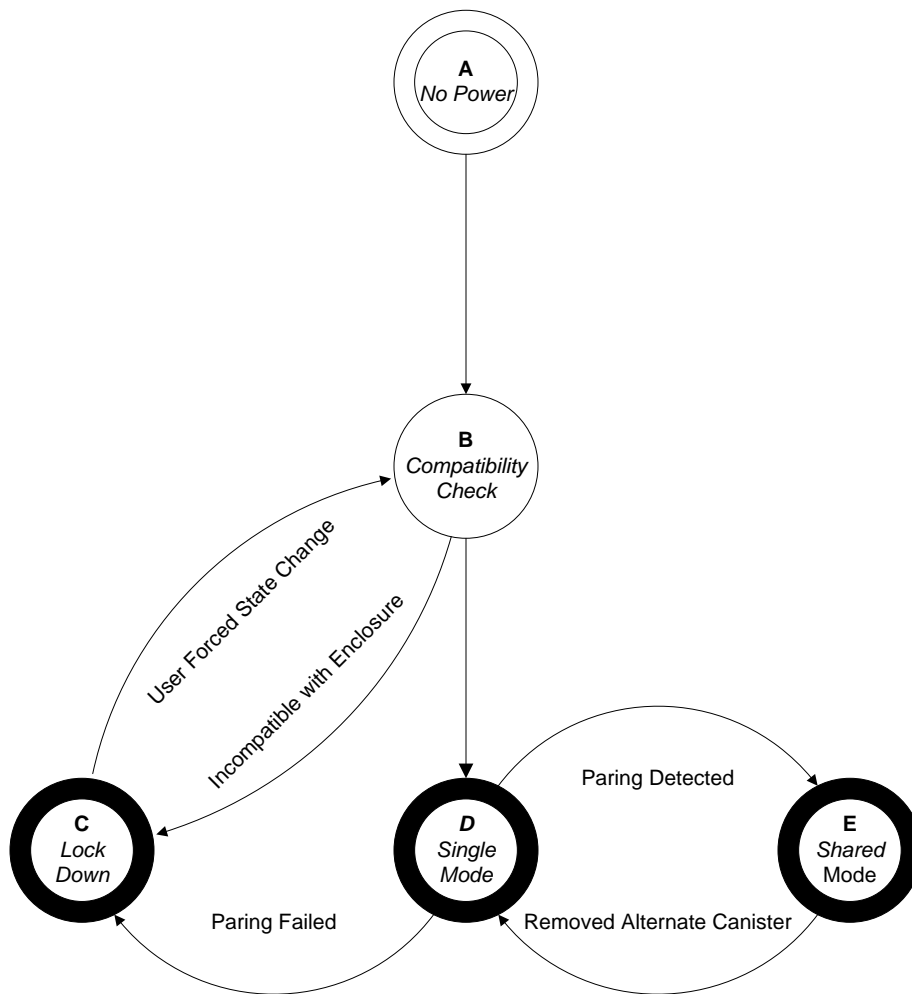 A
No Power
B
Compatibility
Check
User Forced State Change
Incompatible with Enclosure
Paring Detected
C
Lock
Down
D
Single
Mode
E
Shared
Mode
Paring Failed
Removed Alternate Canister